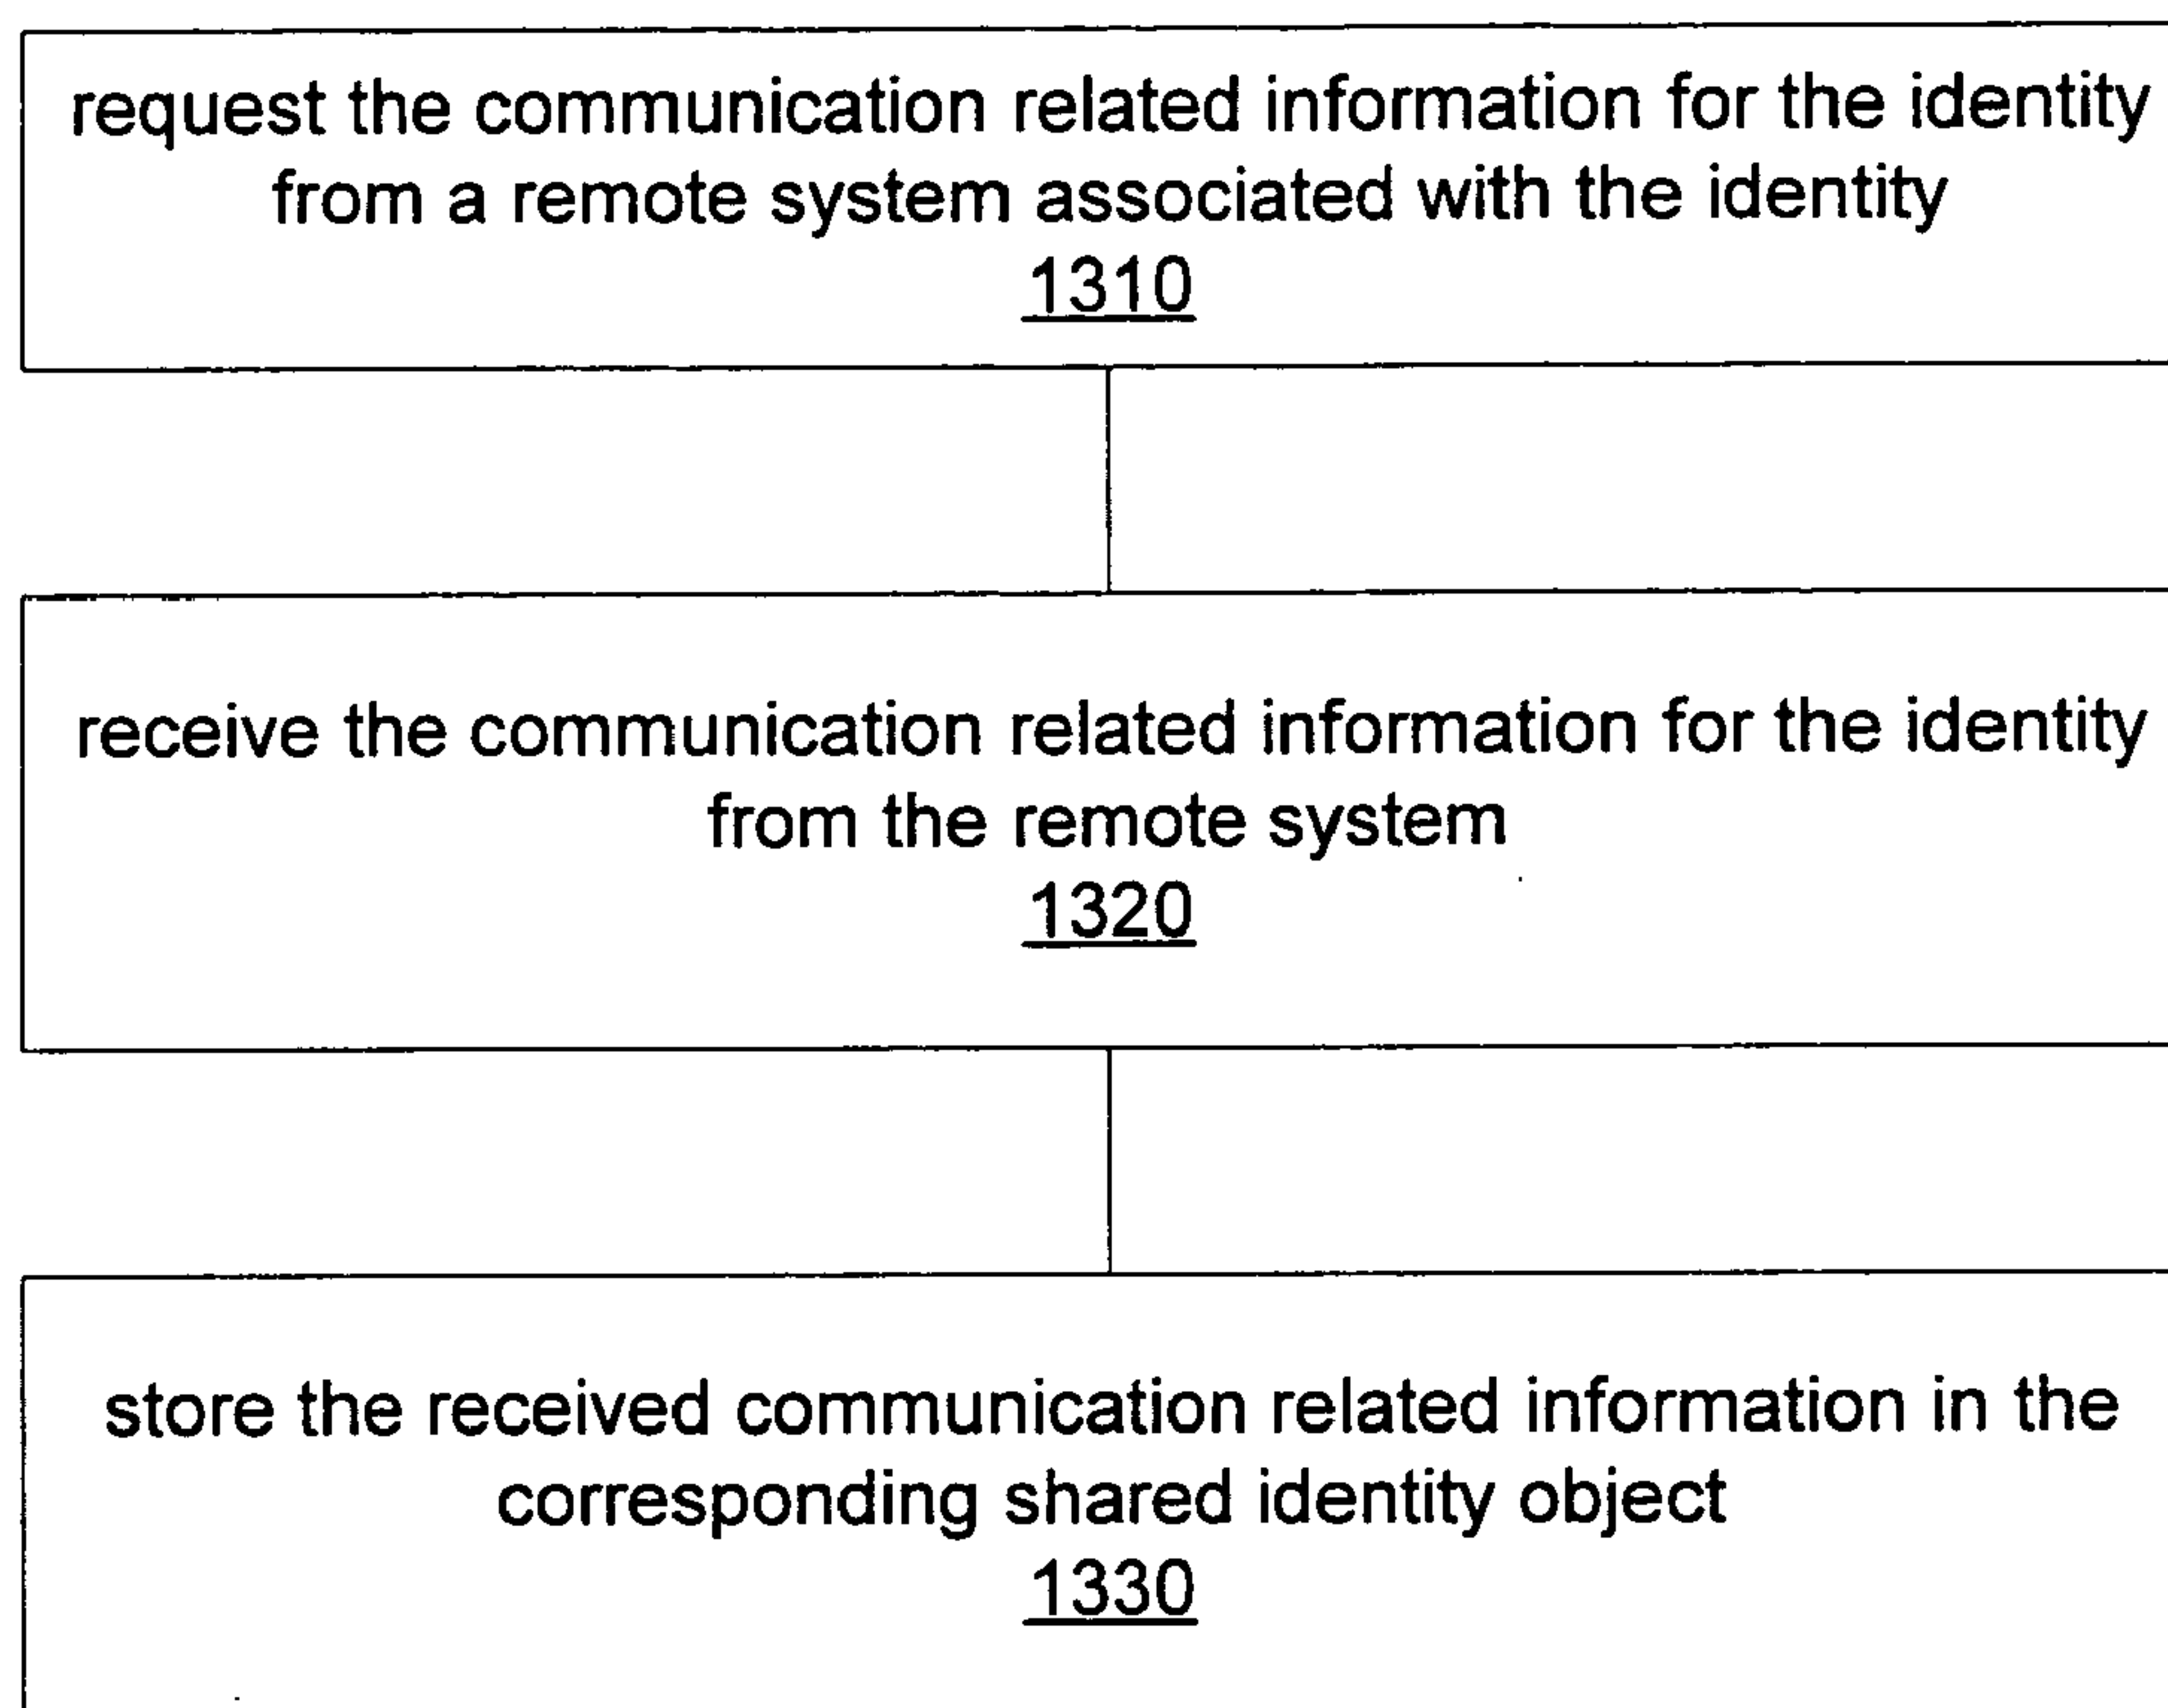 request the communication related information for the identity
from a remote system associated with the identity
1310
receive the communication related information for the identity
from the remote system
1320
store the received communication related information in the
corresponding shared identity object
1330